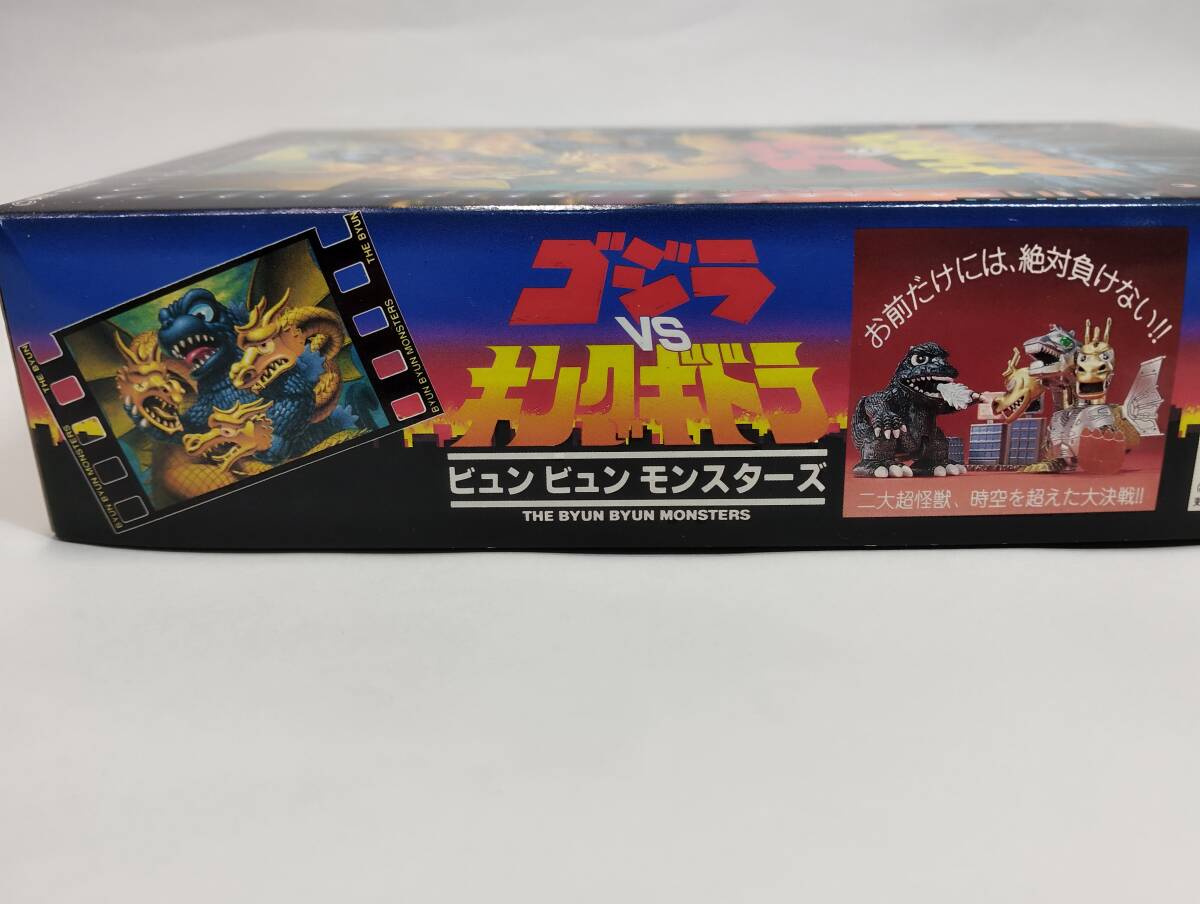 THE BYUN
BYUN BYUN MONSTERS
THE BYUN
MONSTERS
BYUN BYUN MONSTERS
ゴジラ
VS
キングギドラ
ビュンビュンモンスターズ
THE BYUN BYUN MONSTERS
お前だけには、絶対負けない!!
二大超怪獣、時空を超えた大決戦!!